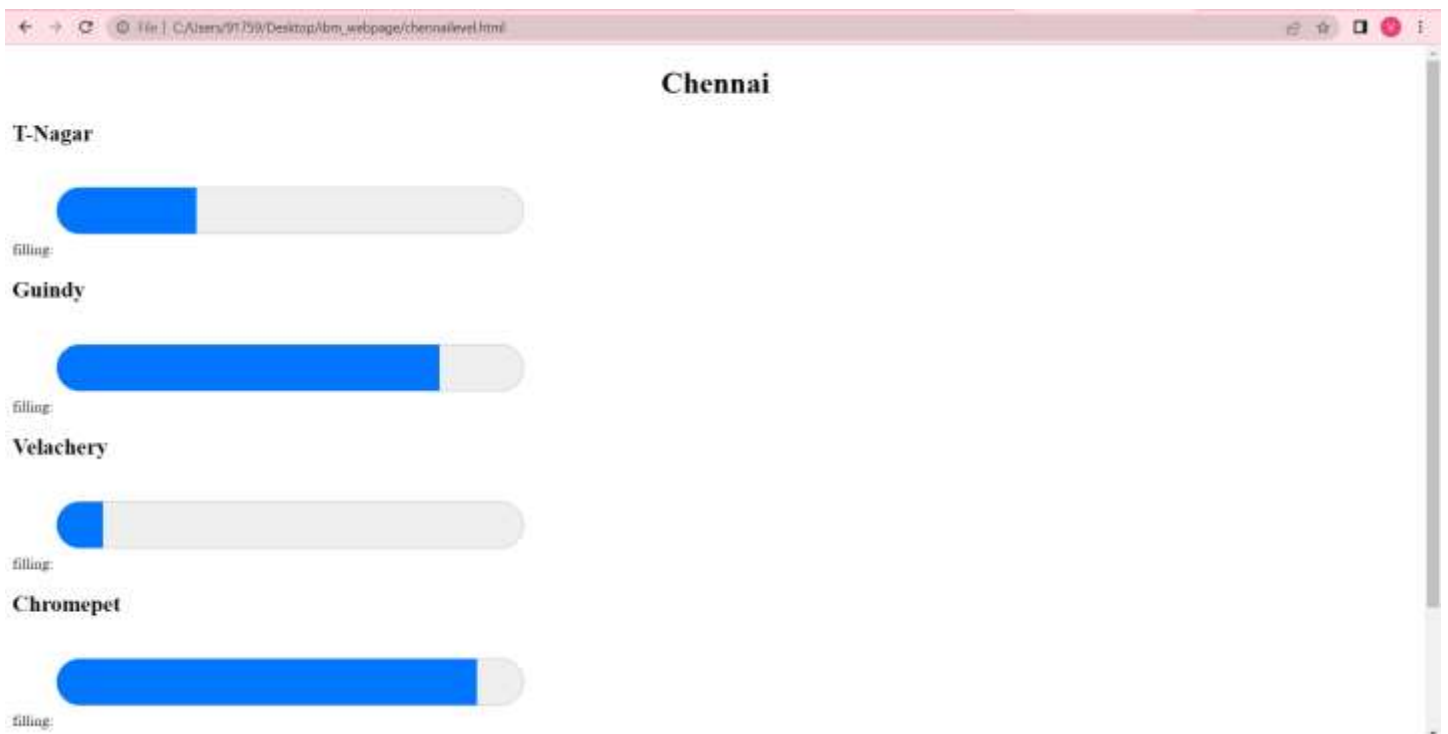 File | C:/Users/91759/Desktop/ibm_webpage/chennailevel.html
Chennai
T-Nagar
filling:
Guindy
filling:
Velachery
filling:
Chromepet
filling: